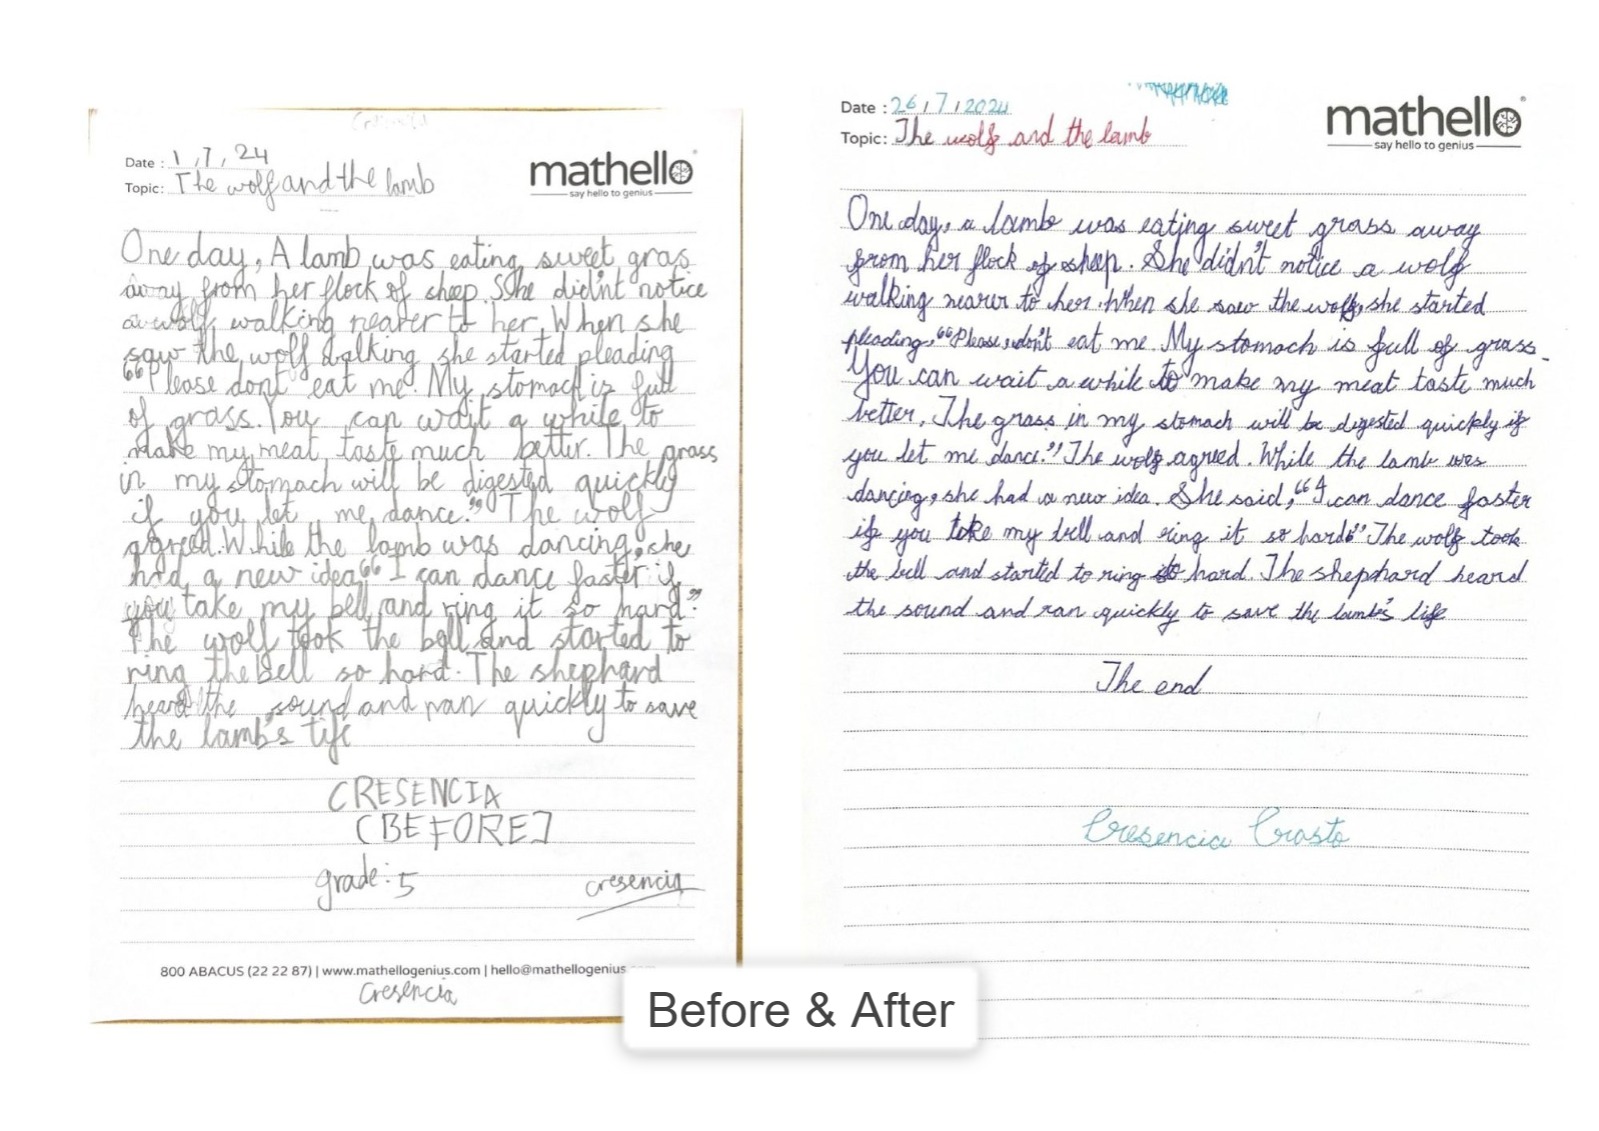 Cresencia
Date : 1 , 7 , 24
Topic: The wolf and the lamb
mathello
say hello to genius
One day, A lamb was eating sweet gras
away from her flock of sheep. She didin't notice
a wolf walking nearer to her. When she
saw the wolf walking, she started pleading
"Please dont eat me. My stomach is full
of grass. You can wait a while to
make my meat taste much better. The grass
in my stomach will be digested quickly
if you let me dance." The wolf
agreed. While the lamb was dancing, she
had a new idea "I can dance faster if
you take my bell and ring it so hard."
The wolf took the bell and started to
ring the bell so hard. The shephard
heard the sound and ran quickly to save
the lamb's life
CRESENCIA
[BEFORE]
grade: 5
cresencia
800 ABACUS (22 22 87) | www.mathellogenius.com | hello@mathellogenius
Cresencia
Date : 26 , 7 , 2024
Topic: The wolf and the lamb
mathello
say hello to genius
One day, a lamb was eating sweet grass away
from her flock of sheep. She didn't notice a wolf
walking nearer to her. When she saw the wolf, she started
pleading, "Please, don't eat me. My stomach is full of grass.
You can wait a while to make my meat taste much
better. The grass in my stomach will be digested quickly if
you let me dance." The wolf agreed. While the lamb was
dancing, she had a new idea. She said, "I can dance faster
if you take my bell and ring it so hard." The wolf took
the bell and started to ring so hard. The shephard heard
the sound and ran quickly to save the lamb's life
The end
Cresencia Crasto
Before & After